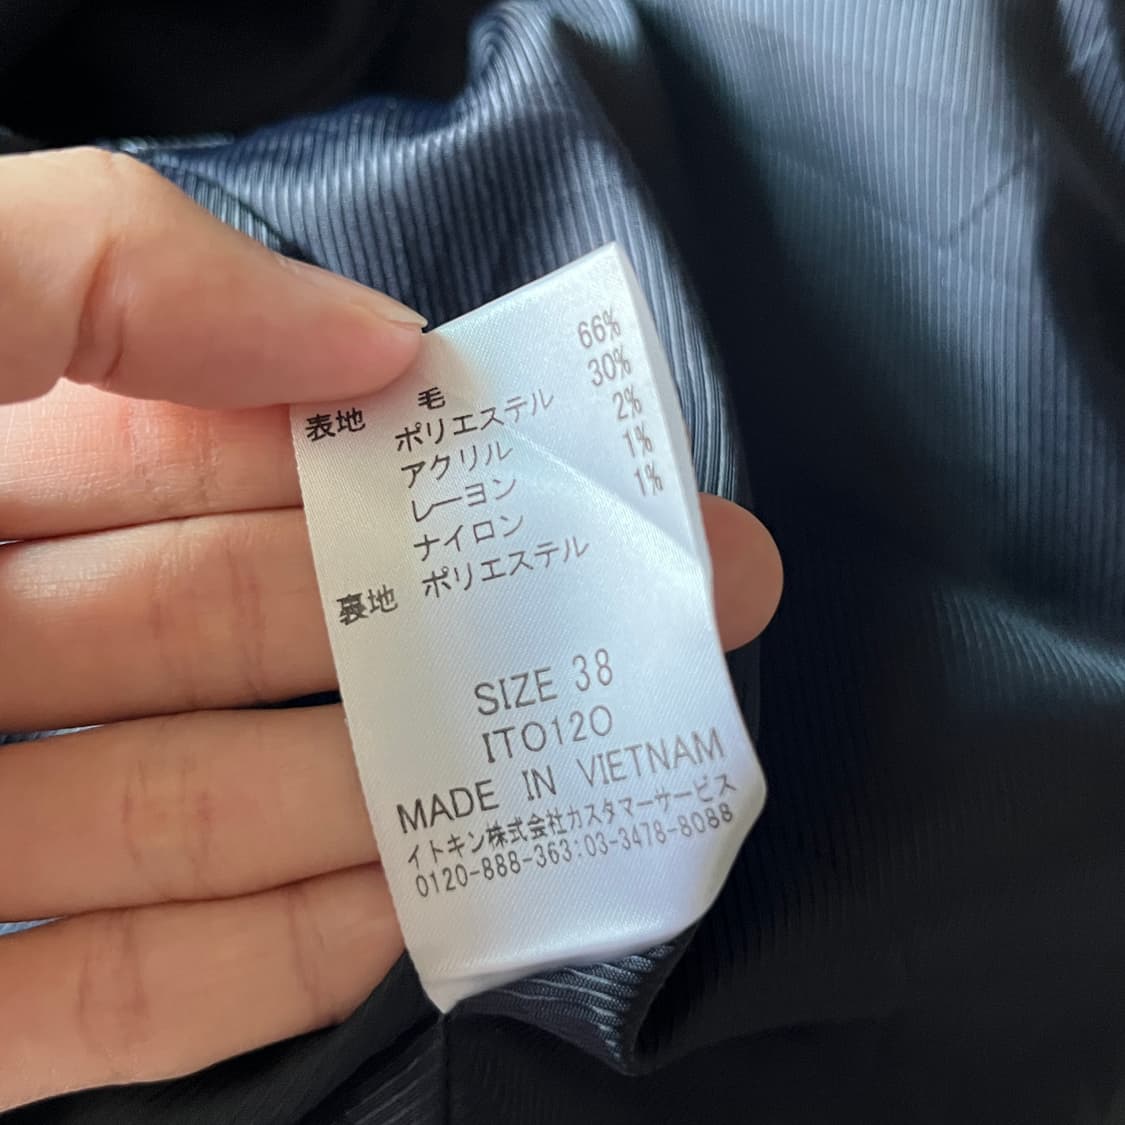 表地 毛 66%
ポリエステル 30%
アクリル 2%
レーヨン 1%
ナイロン 1%
裏地 ポリエステル
SIZE 38
ITO12O
MADE IN VIETNAM
イトキン株式会社カスタマーサービス
0120-888-363:03-3478-8088